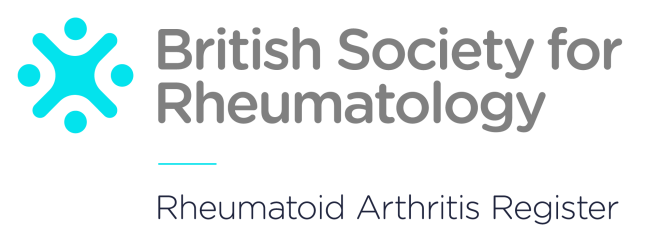 British Society for
Rheumatology
Rheumatoid Arthritis Register